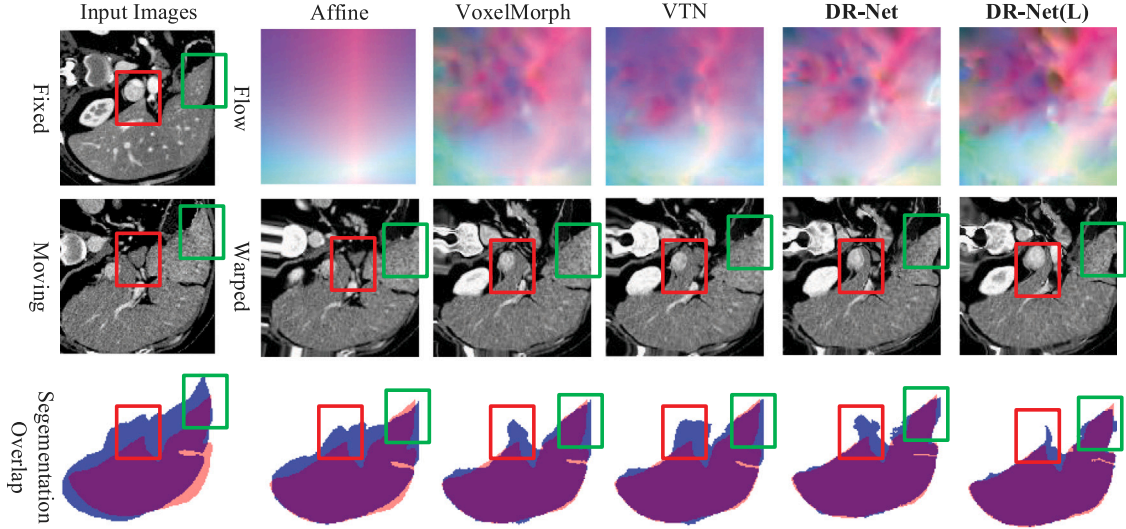 Input Images
Affine
VoxelMorph
VTN
DR-Net
DR-Net(L)
Fixed
Flow
Moving
Warped
Segementation
Overlap